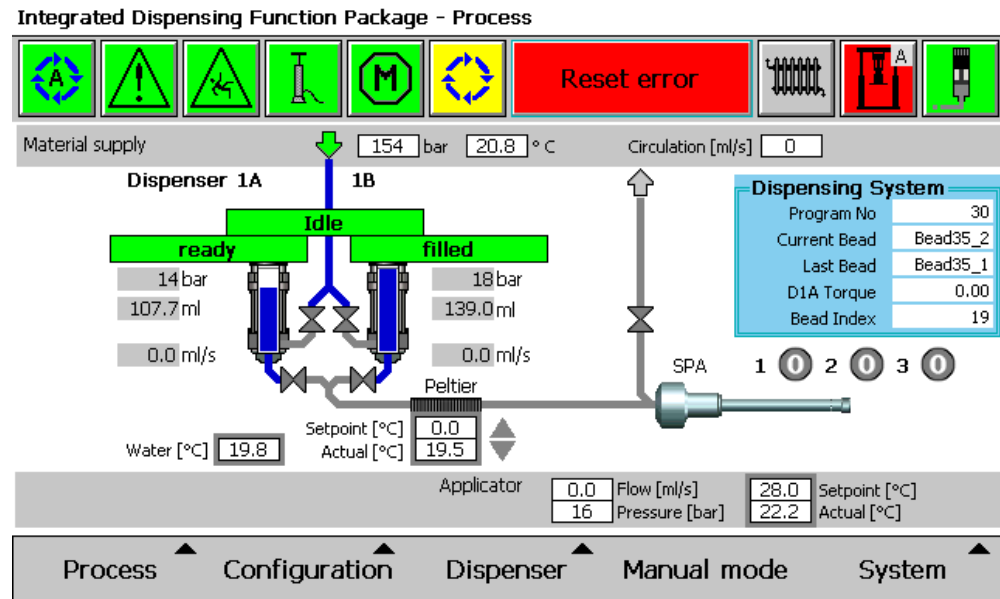 Integrated Dispensing Function Package - Process
A
M
Reset error
A
Material supply
154 bar 20.8 ° C
Circulation [ml/s] 0
Dispenser 1A 1B
Idle
ready
filled
14 bar
18 bar
107.7 ml
139.0 ml
0.0 ml/s
0.0 ml/s
Dispensing System
Program No 30
Current Bead Bead35_2
Last Bead Bead35_1
D1A Torque 0.00
Bead Index 19
SPA 1 0 2 0 3 0
Peltier
Setpoint [°C] 0.0
Water [°C] 19.8
Actual [°C] 19.5
Applicator
0.0 Flow [ml/s] 28.0 Setpoint [°C]
16 Pressure [bar] 22.2 Actual [°C]
Process Configuration Dispenser Manual mode System